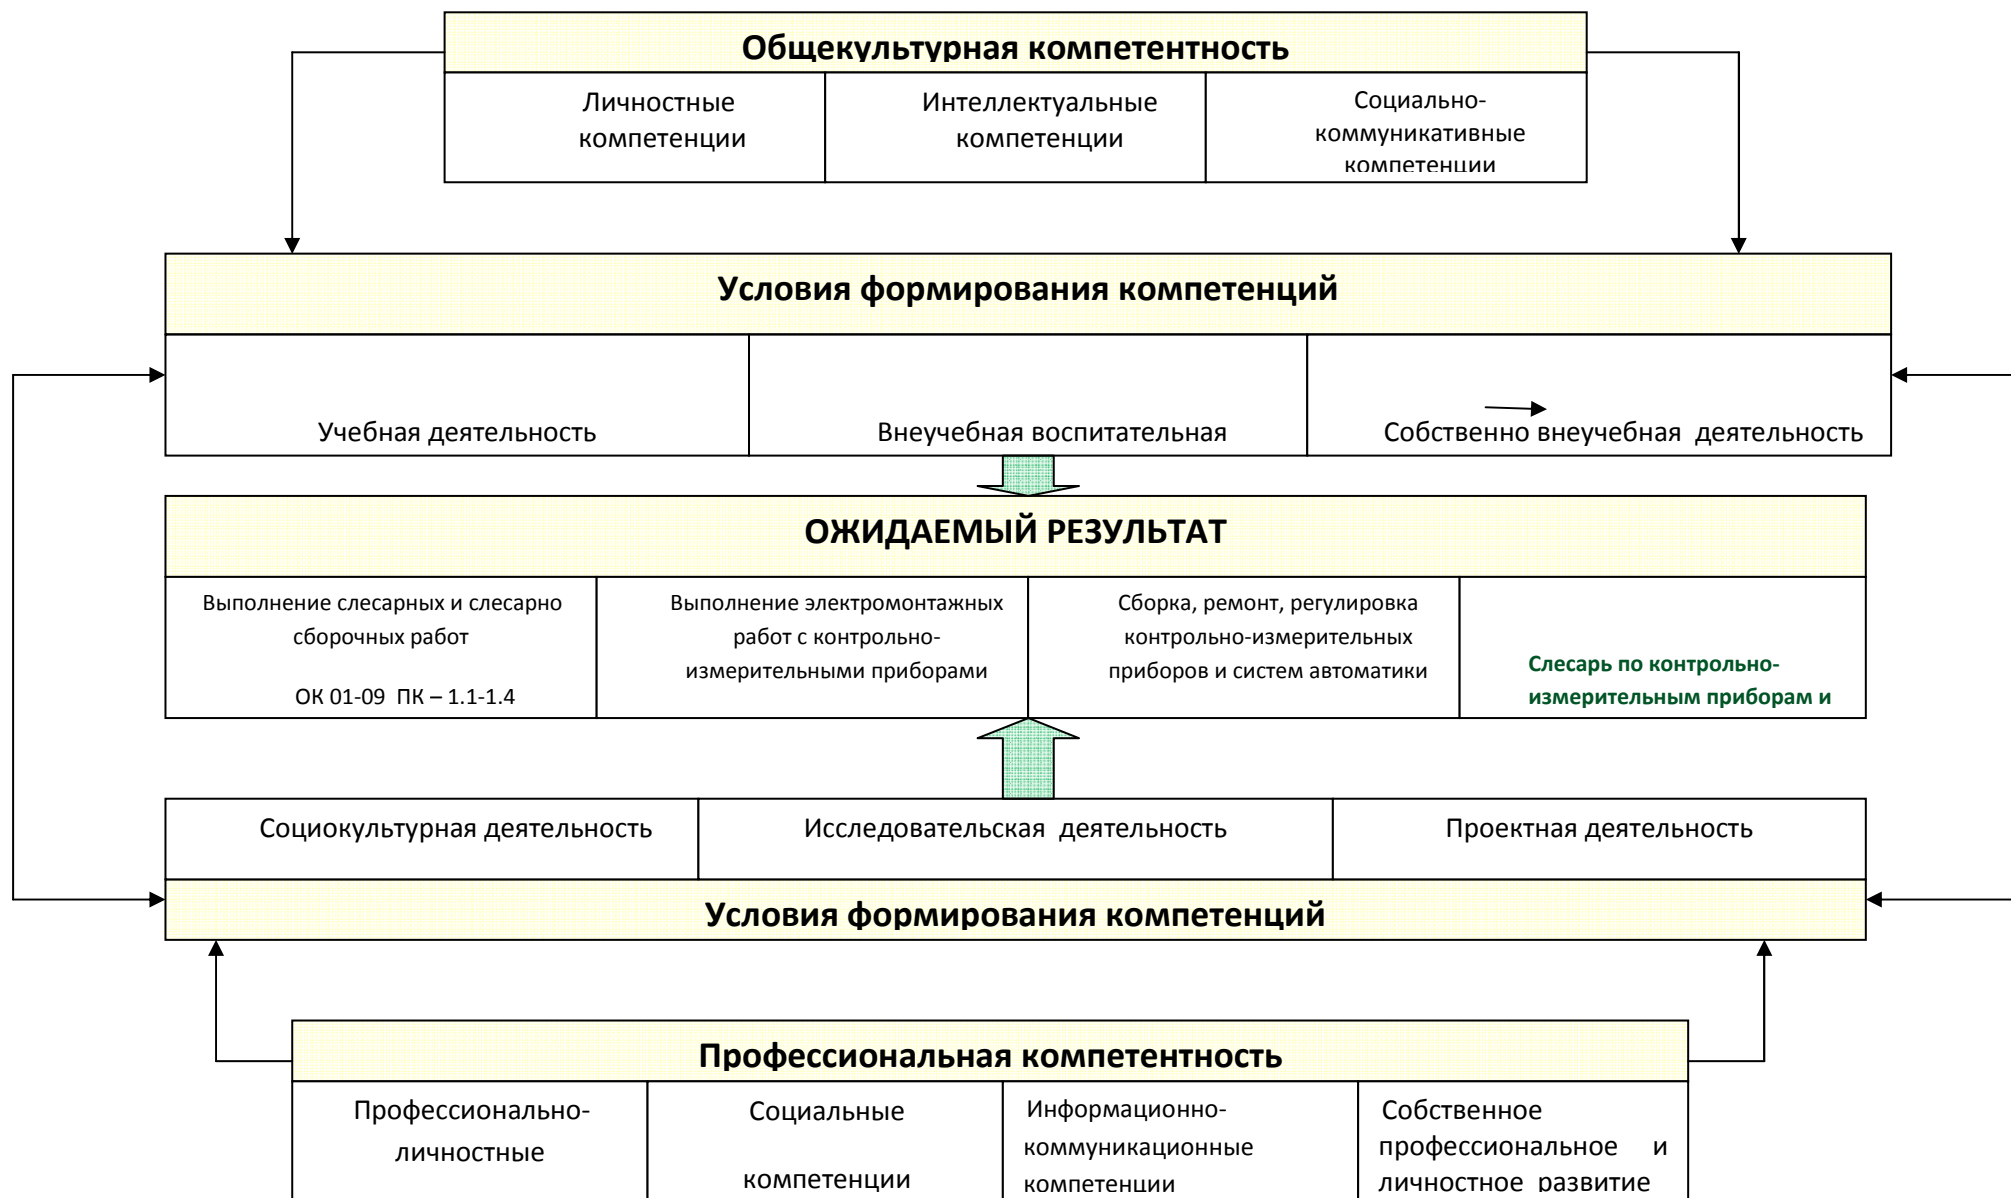 Общекультурная компетентность
Личностные
компетенции
Интеллектуальные
компетенции
Социально-
коммуникативные
компетенции
Условия формирования компетенций
Учебная деятельность
Внеучебная воспитательная
Собственно внеучебная деятельность
ОЖИДАЕМЫЙ РЕЗУЛЬТАТ
Выполнение слесарных и слесарно
сборочных работ
ОК 01-09 ПК – 1.1-1.4
Выполнение электромонтажных
работ с контрольно-
измерительными приборами
Сборка, ремонт, регулировка
контрольно-измерительных
приборов и систем автоматики
Слесарь по контрольно-
измерительным приборам и
Социокультурная деятельность
Исследовательская деятельность
Проектная деятельность
Условия формирования компетенций
Профессиональная компетентность
Профессионально-
личностные
Социальные
компетенции
Информационно-
коммуникационные
компетенции
Собственное
профессиональное и
личностное развитие